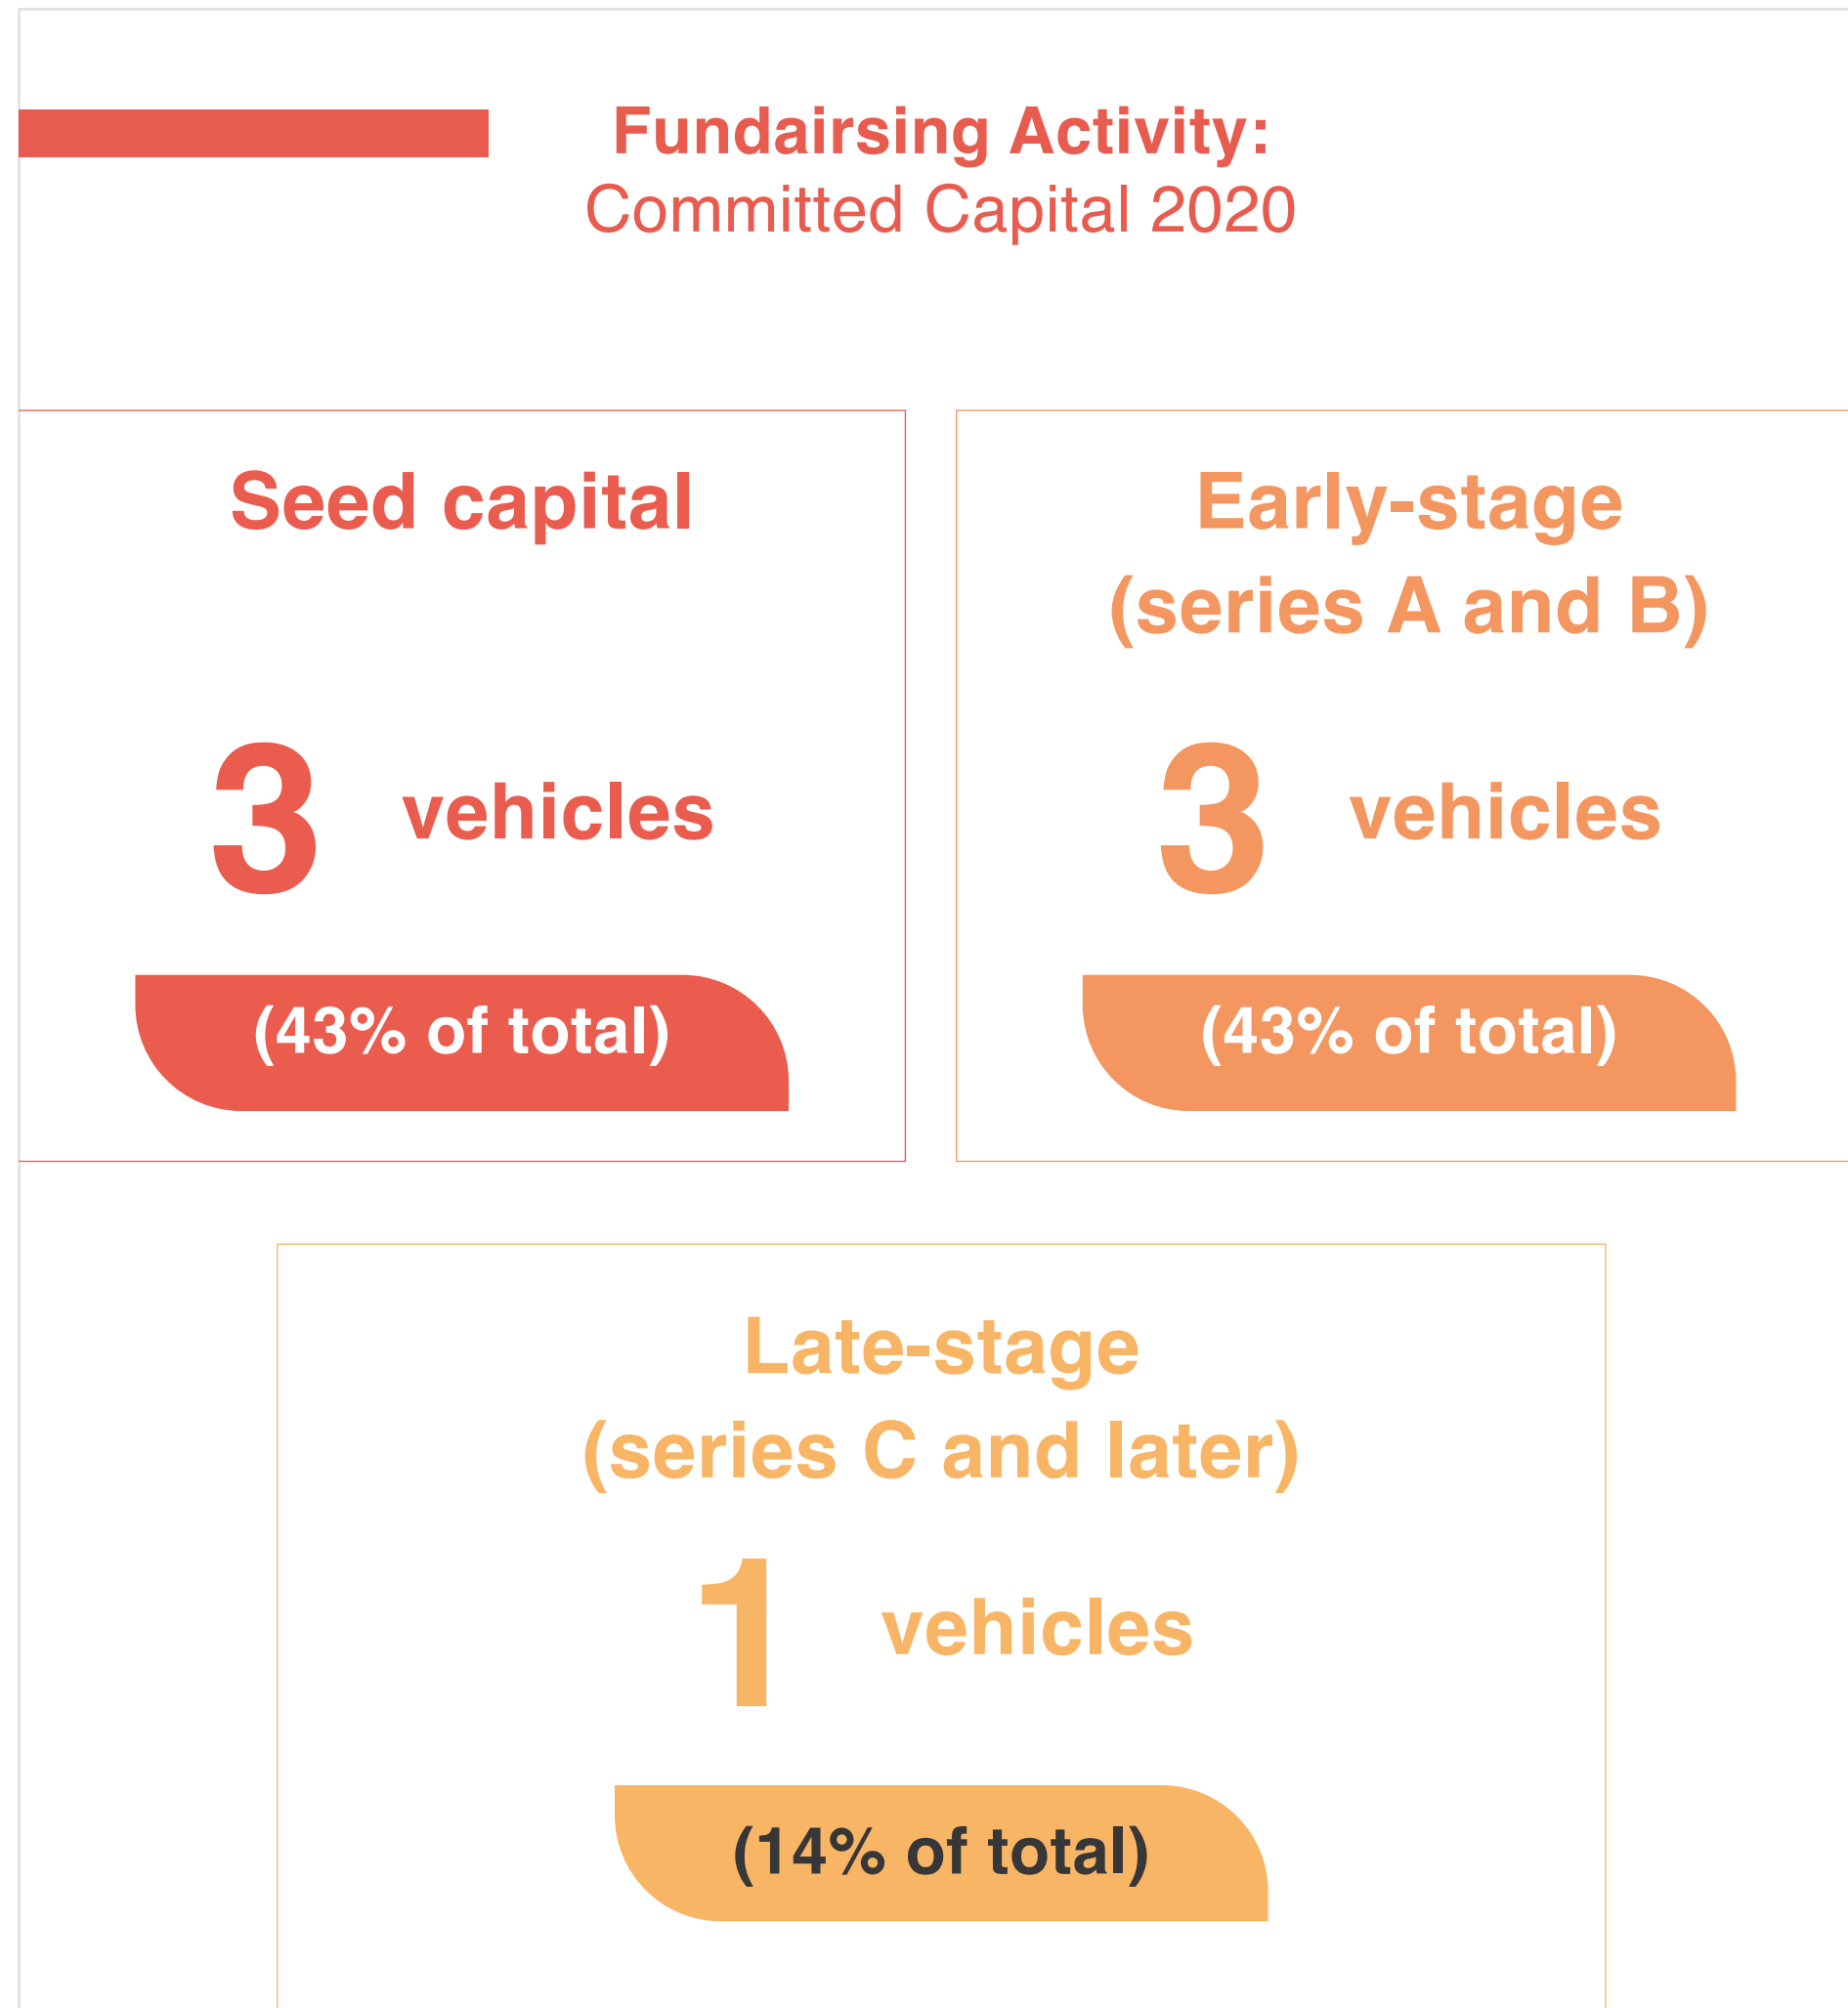 Fundairsing Activity:
Committed Capital 2020
Seed capital
3 vehicles
(43% of total)
Early-stage
(series A and B)
3 vehicles
(43% of total)
Late-stage
(series C and later)
1 vehicles
(14% of total)